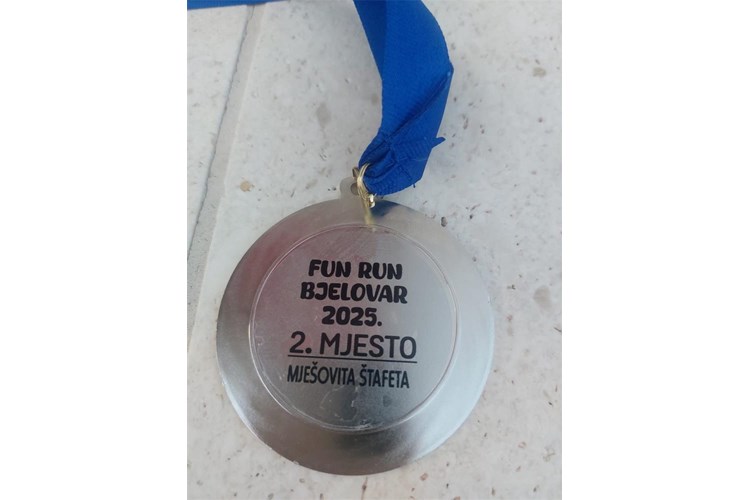 FUN RUN
BJELOVAR
2025.
2. MJESTO
MJEŠOVITA ŠTAFETA